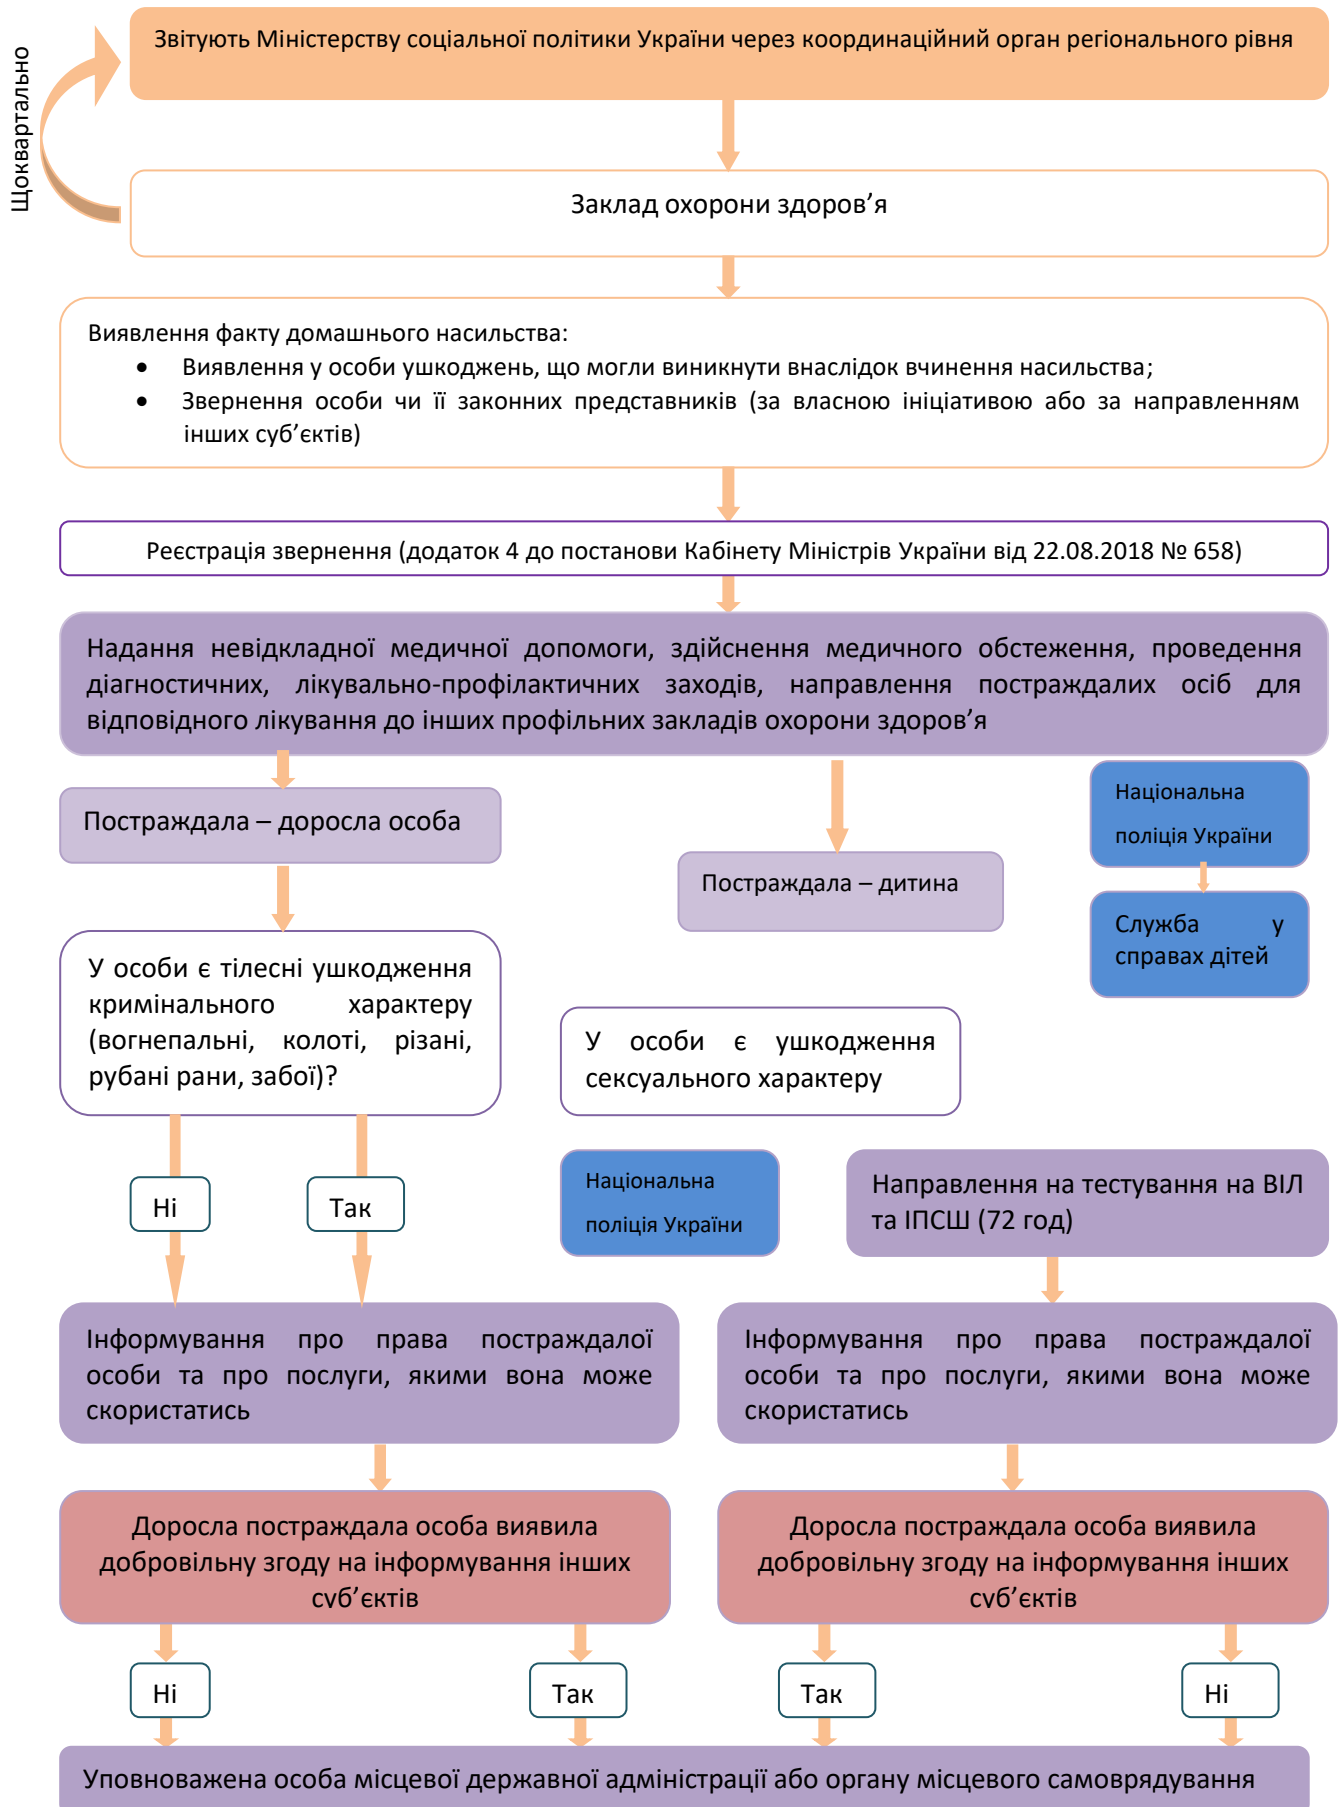 Щоквартально
Звітують Міністерству соціальної політики України через координаційний орган регіонального рівня
Заклад охорони здоров’я
Виявлення факту домашнього насильства:
• Виявлення у особи ушкоджень, що могли виникнути внаслідок вчинення насильства;
• Звернення особи чи її законних представників (за власною ініціативою або за направленням
інших суб’єктів)
Реєстрація звернення (додаток 4 до постанови Кабінету Міністрів України від 22.08.2018 № 658)
Надання невідкладної медичної допомоги, здійснення медичного обстеження, проведення
діагностичних, лікувально-профілактичних заходів, направлення постраждалих осіб для
відповідного лікування до інших профільних закладів охорони здоров’я
Постраждала – доросла особа
Постраждала – дитина
Національна
поліція України
Служба у
справах дітей
У особи є тілесні ушкодження
кримінального характеру
(вогнепальні, колоті, різані,
рубані рани, забої)?
У особи є ушкодження
сексуального характеру
Ні
Так
Національна
поліція України
Направлення на тестування на ВІЛ
та ІПСШ (72 год)
Інформування про права постраждалої
особи та про послуги, якими вона може
скористатись
Інформування про права постраждалої
особи та про послуги, якими вона може
скористатись
Доросла постраждала особа виявила
добровільну згоду на інформування інших
суб’єктів
Доросла постраждала особа виявила
добровільну згоду на інформування інших
суб’єктів
Ні
Так
Так
Ні
Уповноважена особа місцевої державної адміністрації або органу місцевого самоврядування